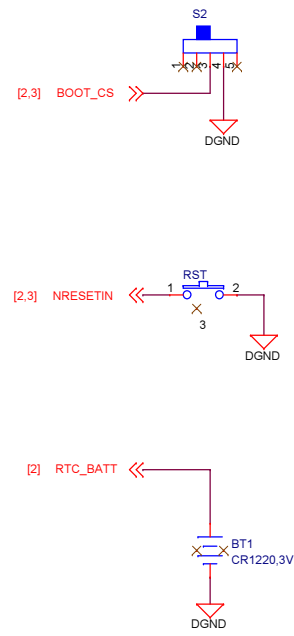 S2
1 2 3 4 5
[2,3] BOOT_CS
DGND
RST
[2,3] NRESETIN 1 2
3
DGND
[2] RTC_BATT
BT1
CR1220,3V
DGND